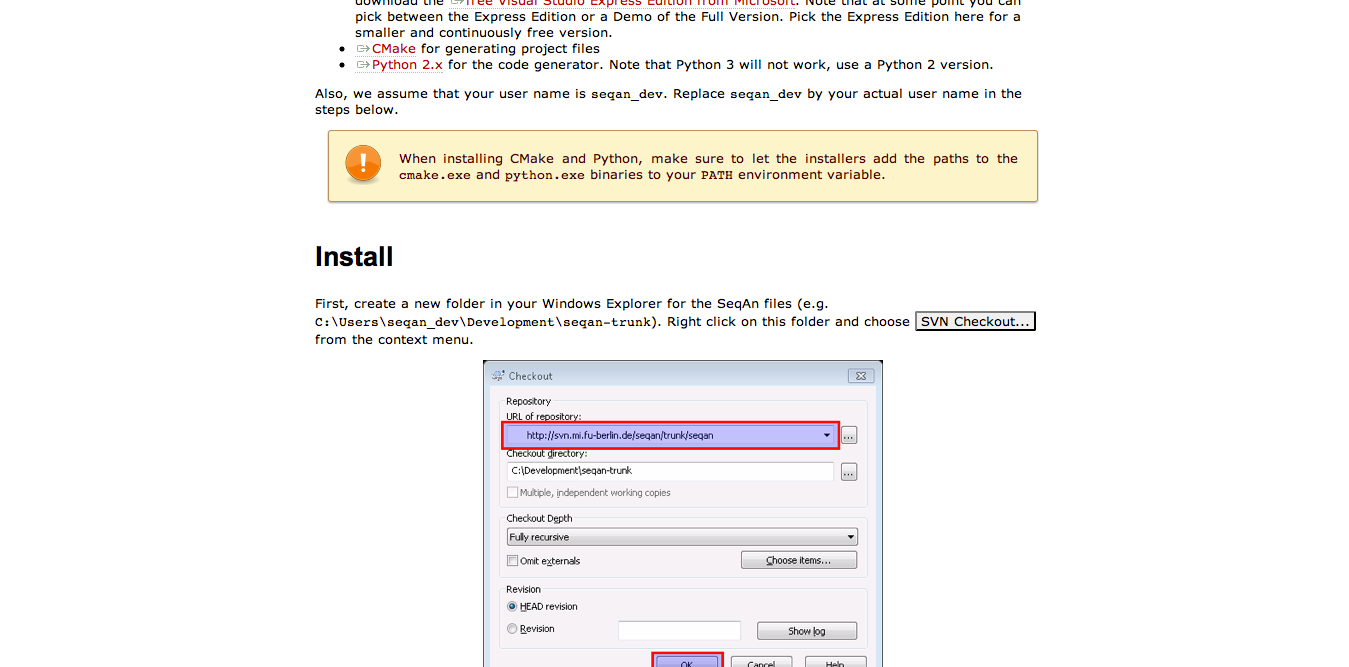 download the free Visual Studio Express Edition from Microsoft. Note that at some point you can
pick between the Express Edition or a Demo of the Full Version. Pick the Express Edition here for a
smaller and continuously free version.
CMake for generating project files
Python 2.x for the code generator. Note that Python 3 will not work, use a Python 2 version.
Also, we assume that your user name is seqan_dev. Replace seqan_dev by your actual user name in the
steps below.
When installing CMake and Python, make sure to let the installers add the paths to the
cmake.exe and python.exe binaries to your PATH environment variable.
Install
First, create a new folder in your Windows Explorer for the SeqAn files (e.g.
C:\Users\seqan_dev\Development\seqan-trunk). Right click on this folder and choose SVN Checkout...
from the context menu.
Checkout
Repository
URL of repository:
http://svn.mi.fu-berlin.de/seqan/trunk/seqan
...
Checkout directory:
C:\Development\seqan-trunk
...
Multiple, independent working copies
Checkout Depth
Fully recursive
Omit externals
Choose items...
Revision
HEAD revision
Revision
Show log
OK
Cancel
Help